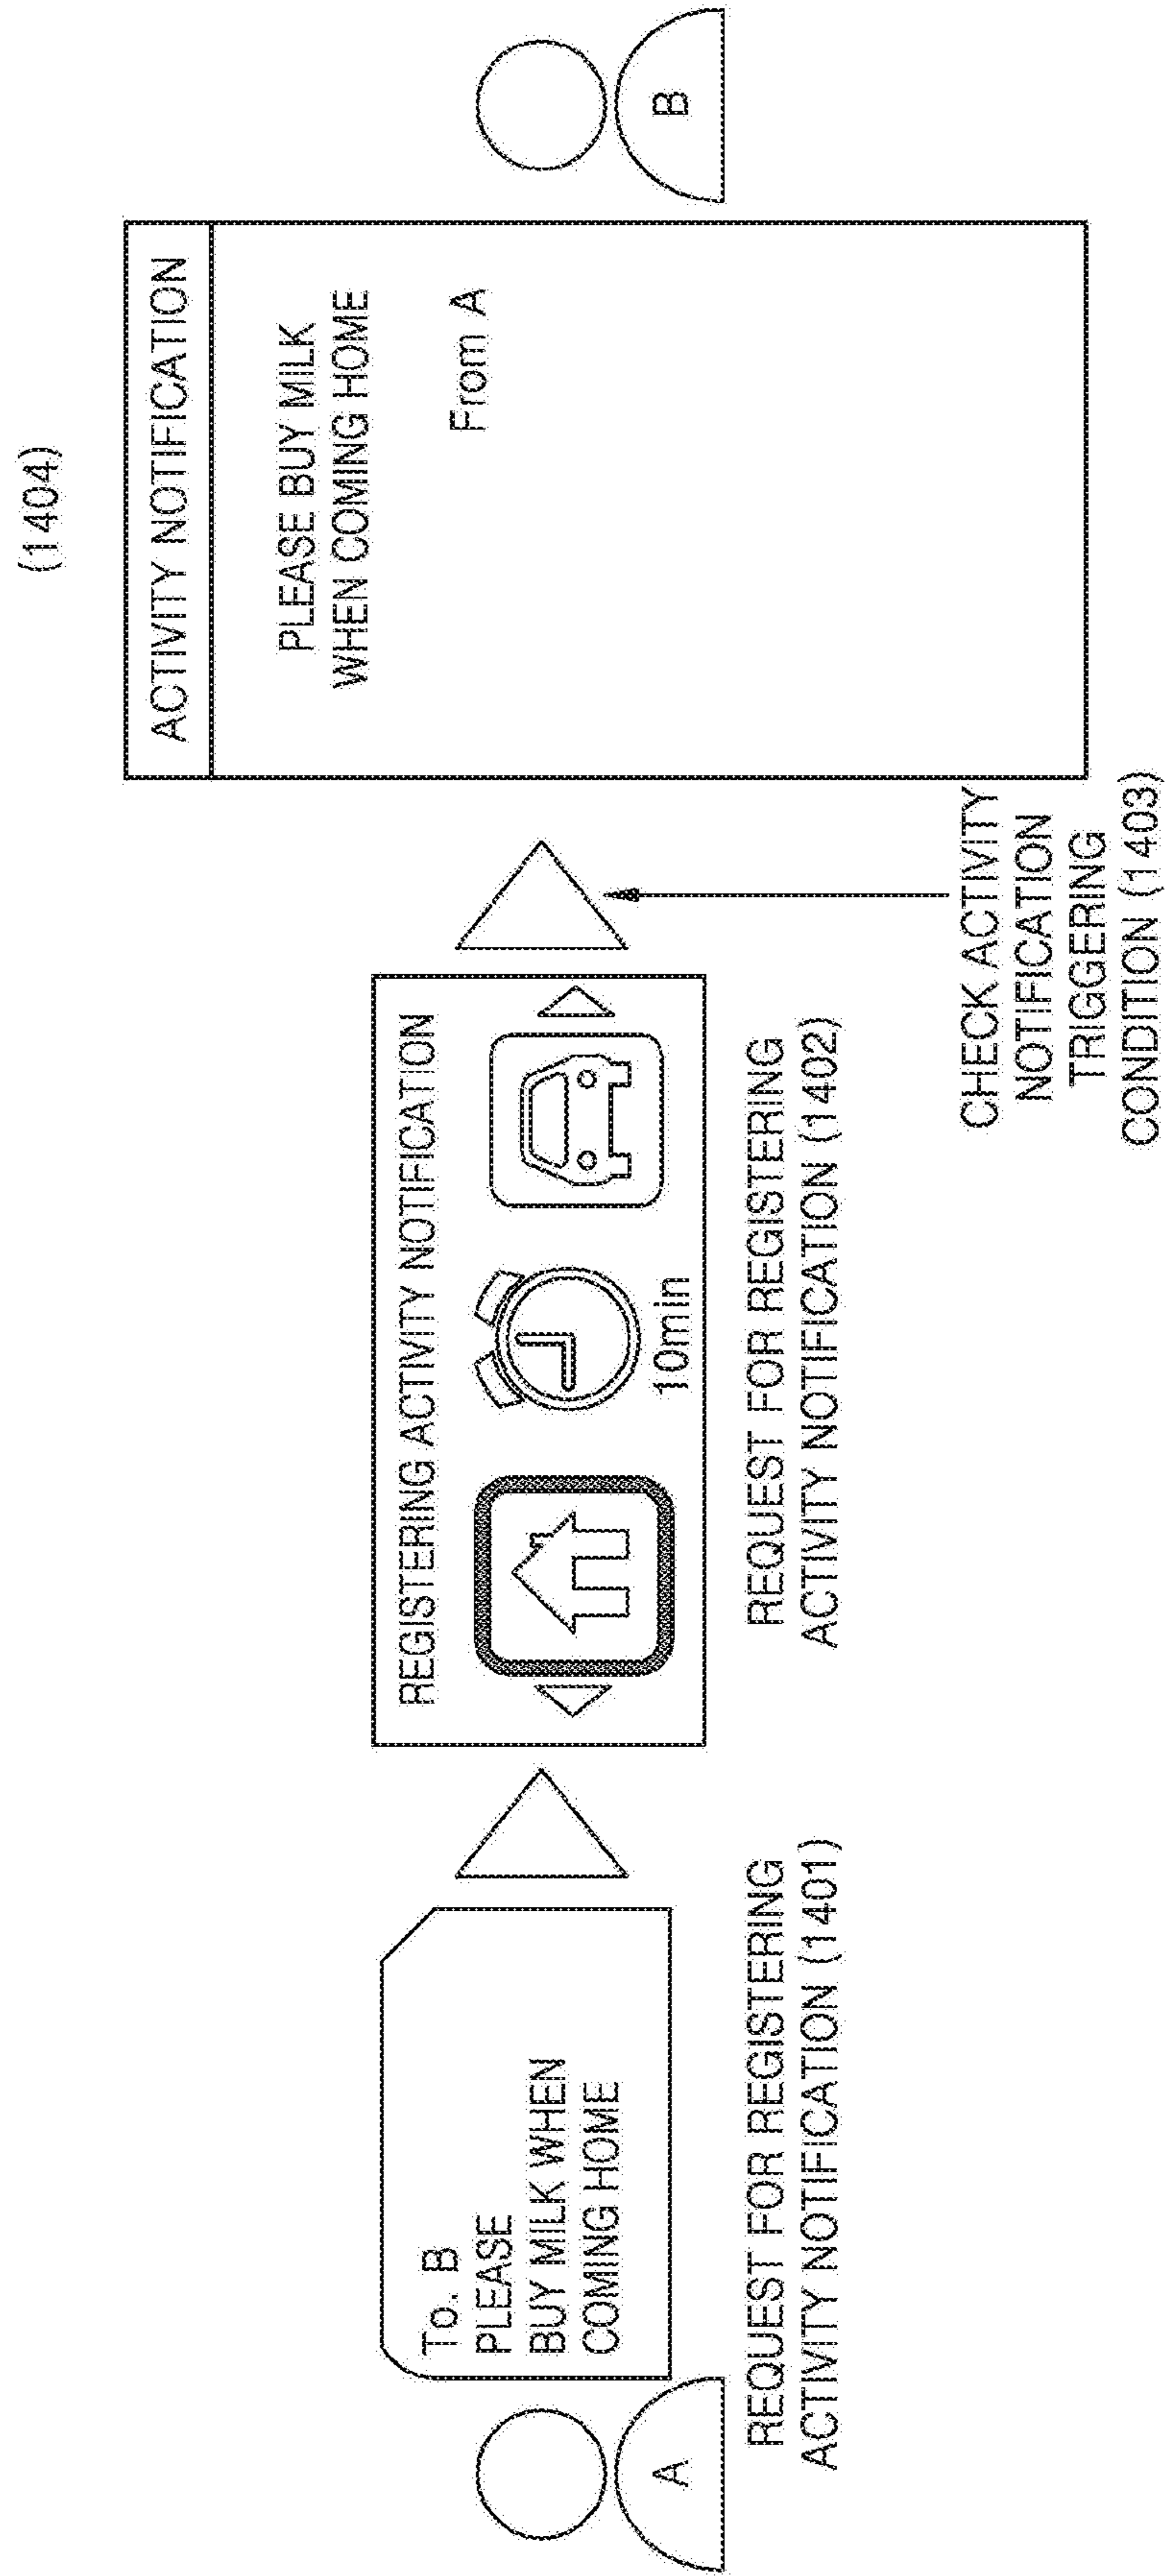 (1404)
A
To. B
PLEASE
BUY MILK WHEN
COMING HOME
REQUEST FOR REGISTERING
ACTIVITY NOTIFICATION (1401)
REGISTERING ACTIVITY NOTIFICATION
10min
REQUEST FOR REGISTERING
ACTIVITY NOTIFICATION (1402)
CHECK ACTIVITY
NOTIFICATION
TRIGGERING
CONDITION (1403)
ACTIVITY NOTIFICATION
PLEASE BUY MILK
WHEN COMING HOME
From A
B